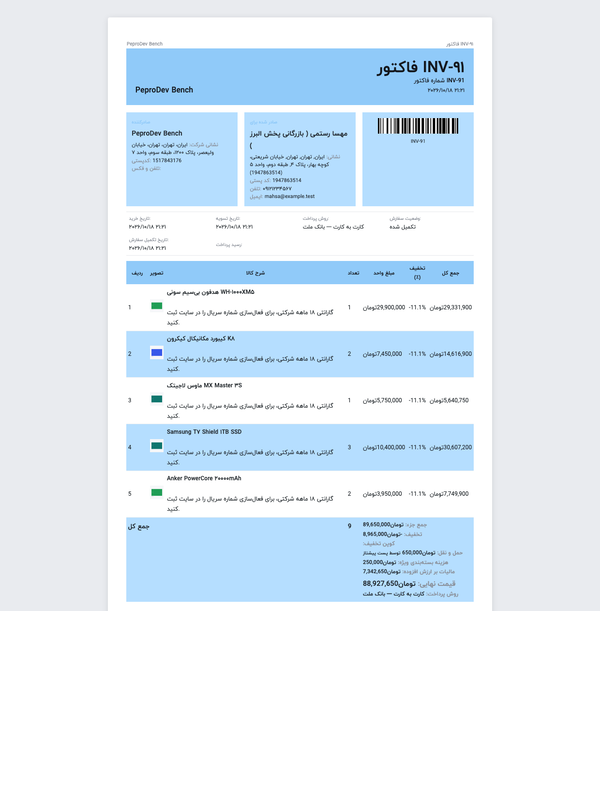 فاکتور INV-۹۱
PeproDev Bench
فاکتور INV-۹۱
شماره فاکتور INV-91
۲۰۲۶/۱۰/۱۸ ۲۱:۲۱
PeproDev Bench
INV-۹۱
مهسا رستمی ( بازرگانی پخش البرز
)
نشانی: ایران، تهران، تهران، خیابان شریعتی،
کوچه بهار، پلاک ۴، طبقه دوم، واحد ۵
(1947863514)
کد پستی: 1947863514
تلفن: ۰۹۱۲۱۲۳۴۵۶۷
ایمیل: mahsa@example.test
PeproDev Bench
نشانی شرکت: ایران، تهران، تهران، خیابان
ولیعصر، پلاک ۱۲۰۰، طبقه سوم، واحد ۷
کدپستی: 1517843176
تلفن و فکس:
وضعیت سفارش
تکمیل شده
روش پرداخت
کارت به کارت — بانک ملت
تاریخ تسویه
۲۰۲۶/۱۰/۱۸ ۲۱:۲۱
تاریخ خرید
۲۰۲۶/۱۰/۱۸ ۲۱:۲۱
رسید پرداخت
تاریخ تکمیل سفارش
۲۰۲۶/۱۰/۱۸ ۲۱:۲۱
ردیف تصویر شرح کالا تعداد مبلغ واحد تخفیف (٪) جمع کل
هدفون بی‌سیم سونی WH-۱۰۰۰XM۵
1 گارانتی ۱۸ ماهه شرکتی، برای فعال‌سازی شماره سریال را در سایت ثبت 1 29,900,000تومان -11.1% 29,331,900تومان
کنید.
کیبورد مکانیکال کیکرون K۸
2 گارانتی ۱۸ ماهه شرکتی، برای فعال‌سازی شماره سریال را در سایت ثبت 2 7,450,000تومان -11.1% 14,616,900تومان
کنید.
ماوس لاجیتک MX Master ۳S
3 گارانتی ۱۸ ماهه شرکتی، برای فعال‌سازی شماره سریال را در سایت ثبت 1 5,750,000تومان -11.1% 5,640,750تومان
کنید.
Samsung T۷ Shield ۱TB SSD
4 گارانتی ۱۸ ماهه شرکتی، برای فعال‌سازی شماره سریال را در سایت ثبت 3 10,400,000تومان -11.1% 30,607,200تومان
کنید.
Anker PowerCore ۲۰۰۰۰mAh
5 گارانتی ۱۸ ماهه شرکتی، برای فعال‌سازی شماره سریال را در سایت ثبت 2 3,950,000تومان -11.1% 7,749,900تومان
کنید.
جمع کل 9
جمع جزء: 89,650,000تومان
تخفیف: -8,965,000تومان
کوپن تخفیف:
حمل و نقل: 650,000تومان توسط پست پیشتاز
هزینه بسته‌بندی ویژه: 250,000تومان
مالیات بر ارزش افزوده: 7,342,650تومان
قیمت نهایی: 88,927,650تومان
روش پرداخت: کارت به کارت — بانک ملت